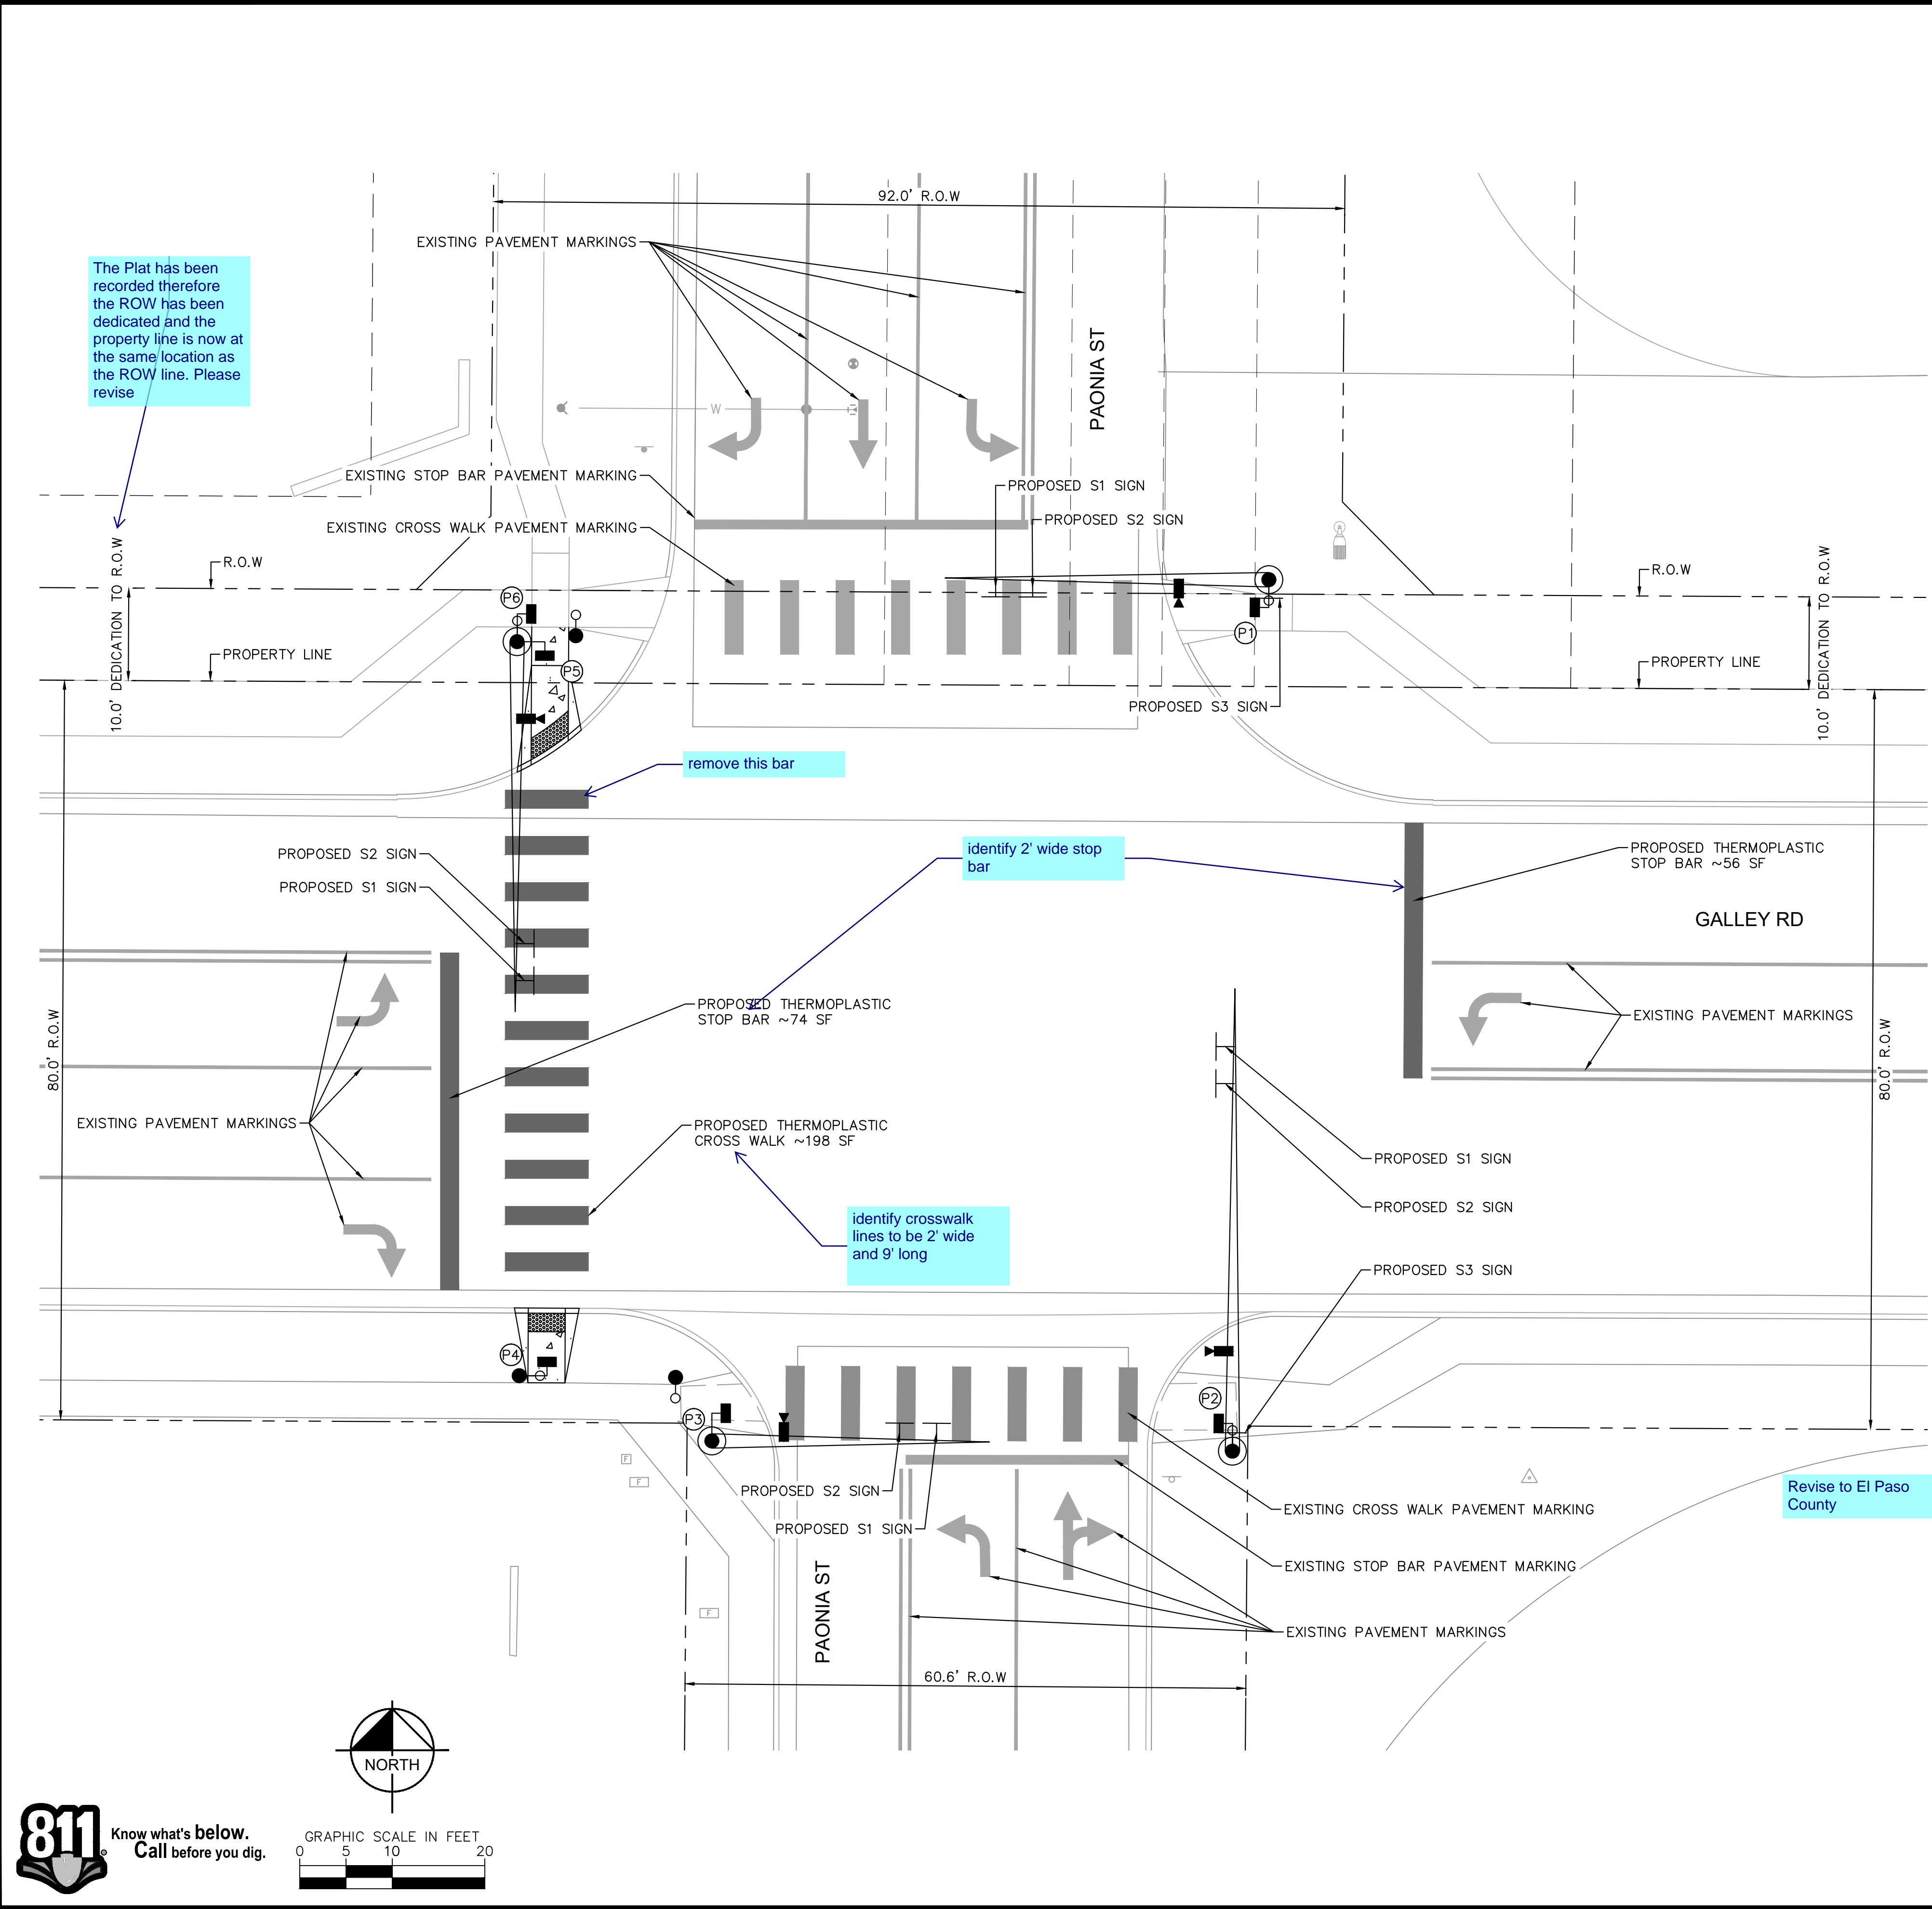 92.0' R.O.W
EXISTING PAVEMENT MARKINGS
The Plat has been
recorded therefore
the ROW has been
dedicated and the
property line is now at
the same location as
the ROW line. Please
revise
PAONIA ST
W
EXISTING STOP BAR PAVEMENT MARKING
PROPOSED S1 SIGN
EXISTING CROSS WALK PAVEMENT MARKING
PROPOSED S2 SIGN
10.0' DEDICATION TO R.O.W
R.O.W
R.O.W
10.0' DEDICATION TO R.O.W
P6
P1
PROPERTY LINE
P5
PROPERTY LINE
PROPOSED S3 SIGN
remove this bar
PROPOSED S2 SIGN
identify 2' wide stop
bar
PROPOSED THERMOPLASTIC
STOP BAR ~56 SF
PROPOSED S1 SIGN
GALLEY RD
80.0' R.O.W
PROPOSED THERMOPLASTIC
STOP BAR ~74 SF
EXISTING PAVEMENT MARKINGS
80.0' R.O.W
EXISTING PAVEMENT MARKINGS
PROPOSED THERMOPLASTIC
CROSS WALK ~198 SF
PROPOSED S1 SIGN
PROPOSED S2 SIGN
identify crosswalk
lines to be 2' wide
and 9' long
PROPOSED S3 SIGN
P4
P3
P2
F
F
PROPOSED S2 SIGN
Revise to El Paso
County
EXISTING CROSS WALK PAVEMENT MARKING
PROPOSED S1 SIGN
EXISTING STOP BAR PAVEMENT MARKING
PAONIA ST
F
EXISTING PAVEMENT MARKINGS
60.6' R.O.W
NORTH
811
Know what's below.
Call before you dig.
GRAPHIC SCALE IN FEET
0 5 10 20